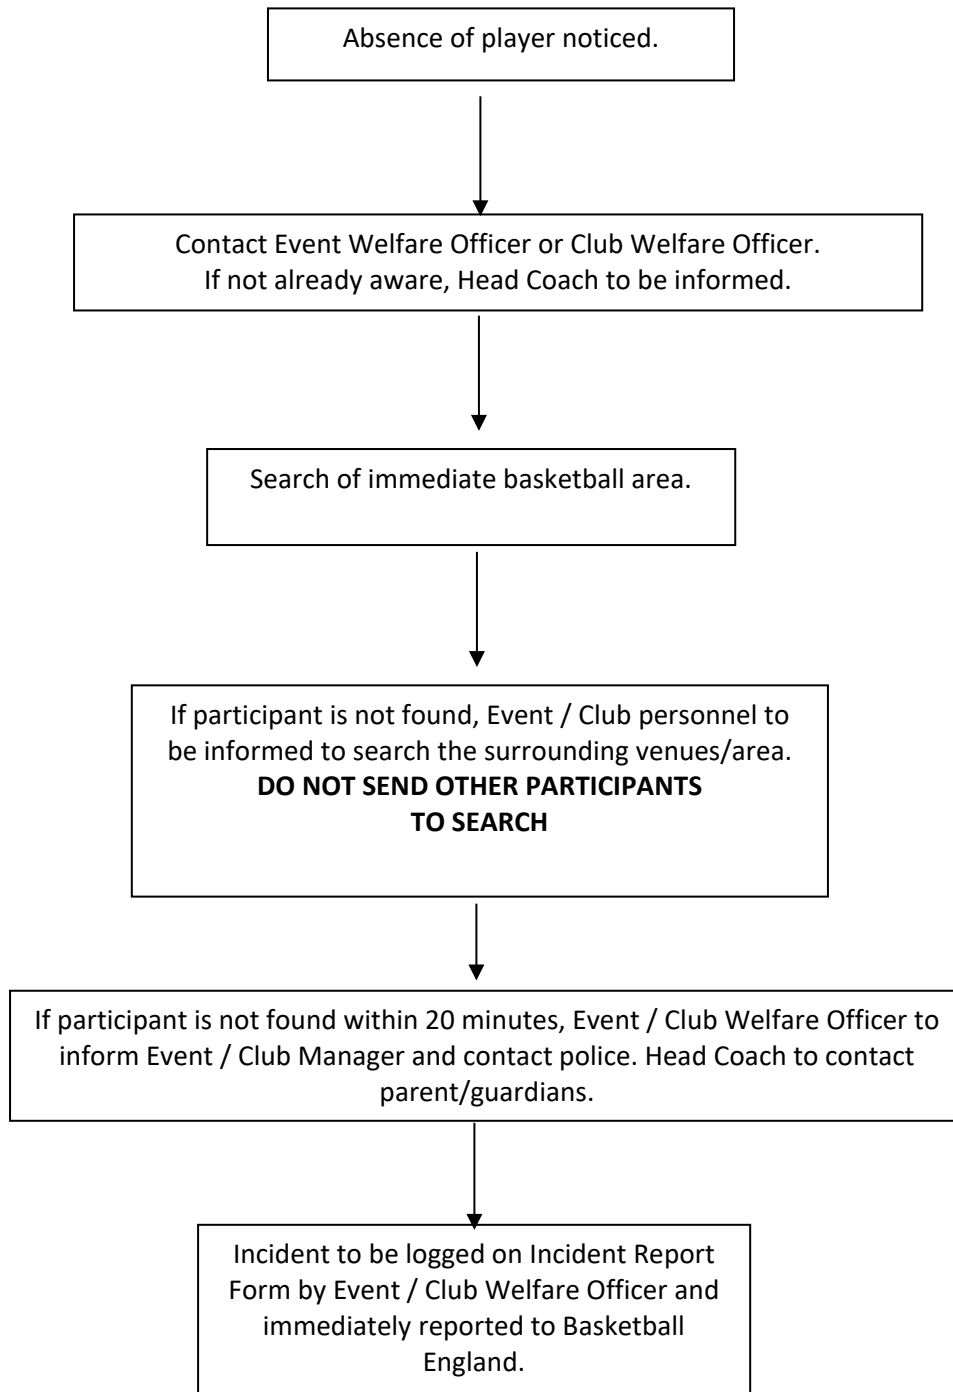 Absence of player noticed.
Contact Event Welfare Officer or Club Welfare Officer.
If not already aware, Head Coach to be informed.
Search of immediate basketball area.
If participant is not found, Event / Club personnel to
be informed to search the surrounding venues/area.
DO NOT SEND OTHER PARTICIPANTS
TO SEARCH
If participant is not found within 20 minutes, Event / Club Welfare Officer to
inform Event / Club Manager and contact police. Head Coach to contact
parent/guardians.
Incident to be logged on Incident Report
Form by Event / Club Welfare Officer and
immediately reported to Basketball
England.